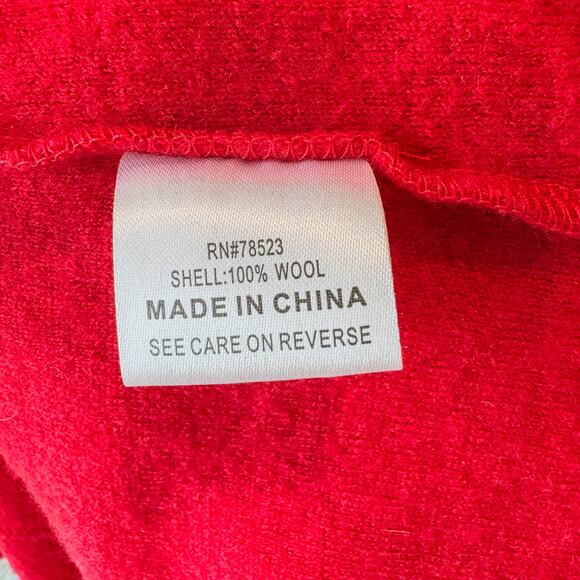 RN#78523
SHELL:100% WOOL
MADE IN CHINA
SEE CARE ON REVERSE